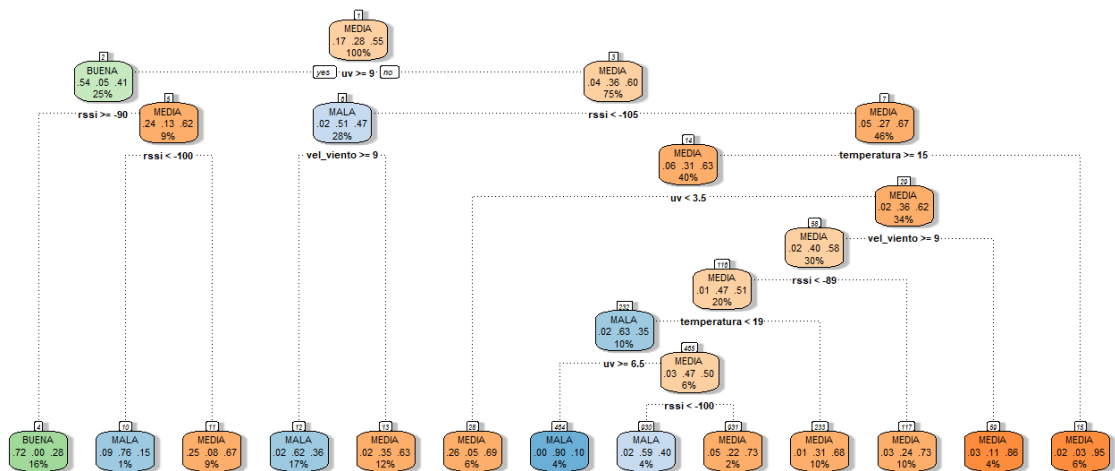 1
MEDIA
.17 .28 .55
100%
yes uv >= 9 no
2
BUENA
.54 .05 .41
25%
3
MEDIA
.04 .36 .60
75%
rssi >= -90
5
MEDIA
.24 .13 .62
9%
6
MALA
.02 .51 .47
28%
rssi < -105
7
MEDIA
.05 .27 .67
46%
rssi < -100
vel_viento >= 9
14
MEDIA
.06 .31 .63
40%
temperatura >= 15
uv < 3.5
29
MEDIA
.02 .36 .62
34%
58
MEDIA
.02 .40 .58
30%
vel_viento >= 9
116
MEDIA
.01 .47 .51
20%
rssi < -89
232
MALA
.02 .63 .35
10%
temperatura < 19
uv >= 6.5
465
MEDIA
.03 .47 .50
6%
rssi < -100
4
BUENA
.72 .00 .28
16%
10
MALA
.09 .76 .15
1%
11
MEDIA
.25 .08 .67
9%
12
MALA
.02 .62 .36
17%
13
MEDIA
.02 .35 .63
12%
28
MEDIA
.26 .05 .69
6%
464
MALA
.00 .90 .10
4%
930
MALA
.02 .59 .40
4%
931
MEDIA
.05 .22 .73
2%
233
MEDIA
.01 .31 .68
10%
117
MEDIA
.03 .24 .73
10%
59
MEDIA
.03 .11 .86
4%
15
MEDIA
.02 .03 .95
6%